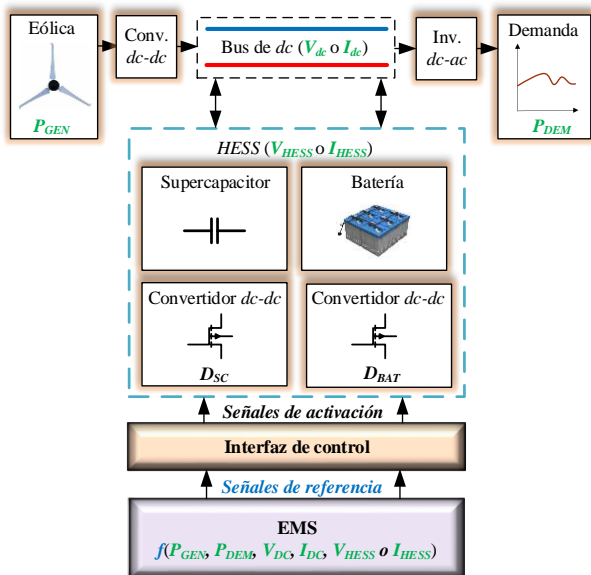 Eólica
P_GEN
Conv.
dc-dc
Bus de dc (V_dc o I_dc)
Inv.
dc-ac
Demanda
P_DEM
HESS (V_HESS o I_HESS)
Supercapacitor
Batería
Convertidor dc-dc
D_SC
Convertidor dc-dc
D_BAT
Señales de activación
Interfaz de control
Señales de referencia
EMS
f(P_GEN, P_DEM, V_DC, I_DC, V_HESS o I_HESS)